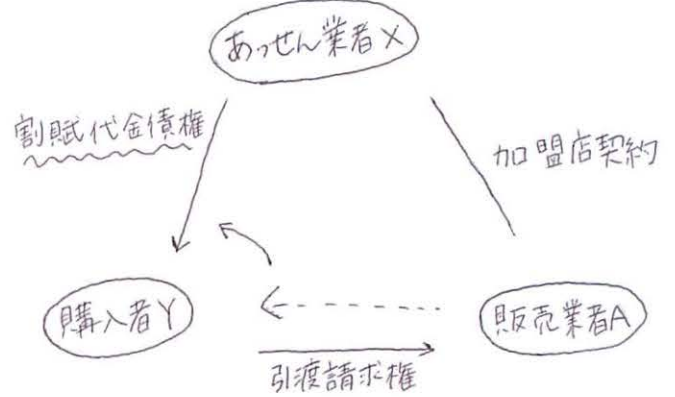 あっせん業者X
割賦代金債権
加盟店契約
購入者Y
販売業者A
引渡請求権